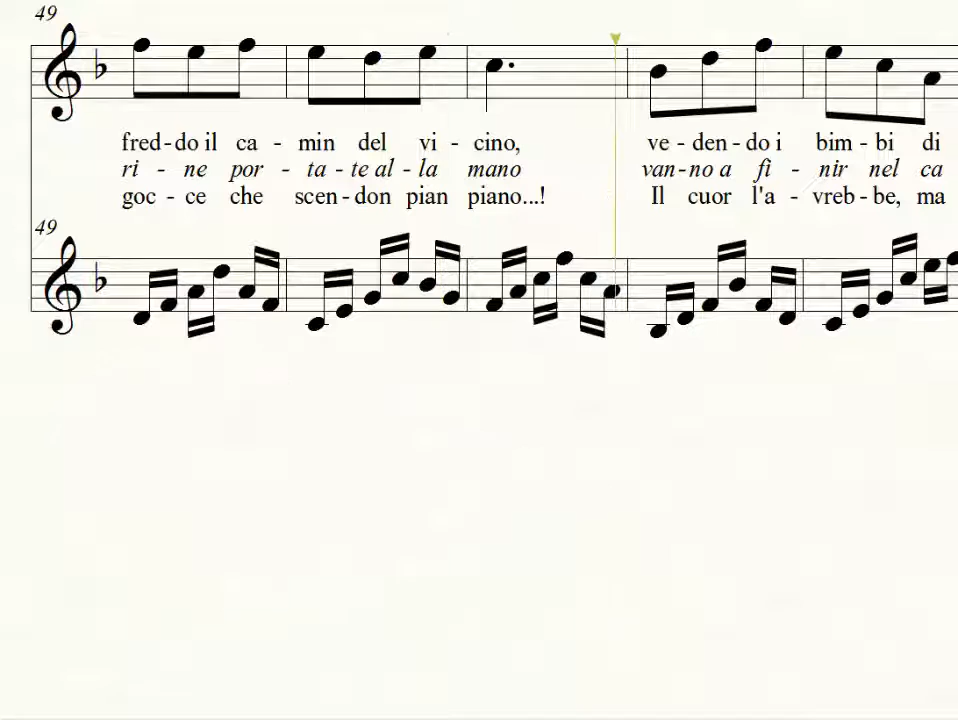 49
fred-do il ca - min del vi - cino, ve - den - do i bim - bi di
ri - ne por - ta - te al - la mano van-no a fi - nir nel ca
goc - ce che scen-don pian piano...! Il cuor l'a - vreb-be, ma
49